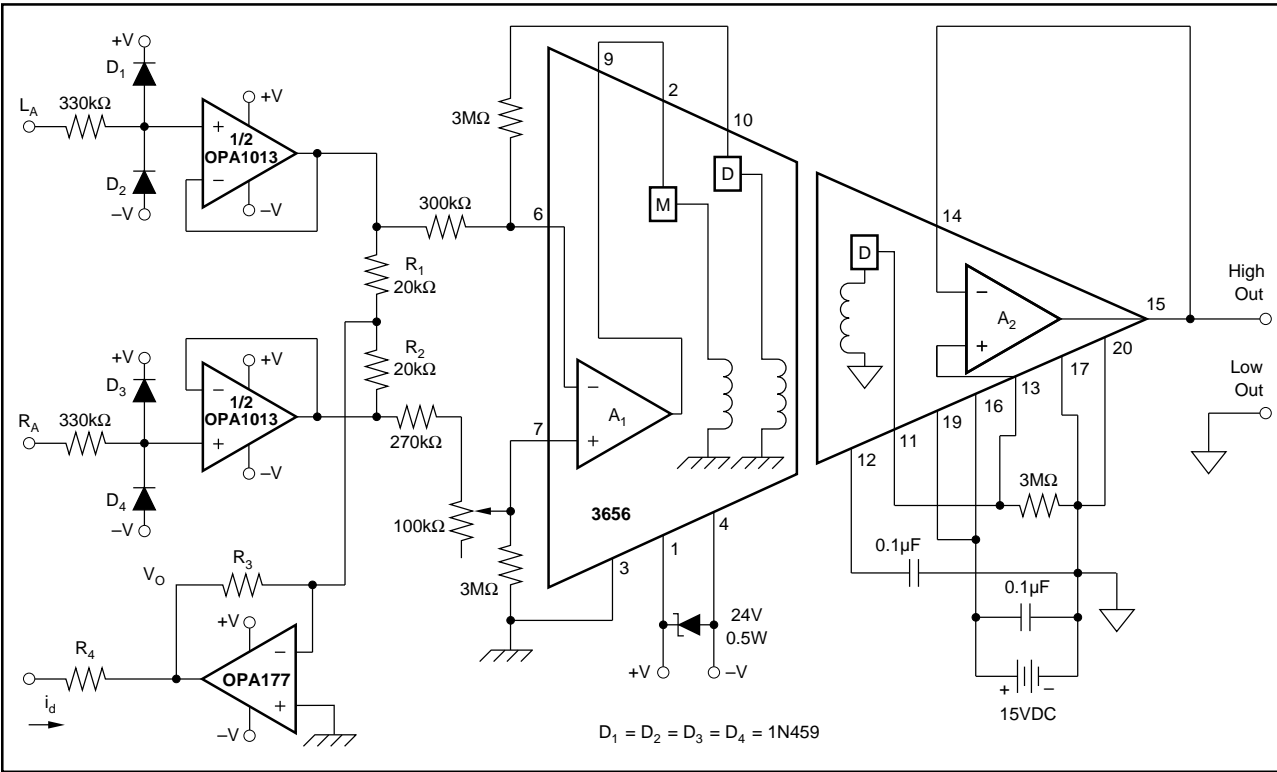 +V
D1
LA
330kΩ
D2
–V
+V
+
1/2
OPA1013
–
–V
3MΩ
300kΩ
R1
20kΩ
R2
20kΩ
+V
D3
RA
330kΩ
D4
–V
+V
–
1/2
OPA1013
+
–V
270kΩ
100kΩ
3MΩ
VO
R3
R4
id
+V
–
OPA177
+
–V
9
2
10
6
7
M
D
–
A1
+
3656
3
1
4
24V
0.5W
+V
–V
14
D
–
A2
+
15
20
17
13
16
19
11
12
3MΩ
0.1µF
0.1µF
+
–
15VDC
High
Out
Low
Out
D1 = D2 = D3 = D4 = 1N459